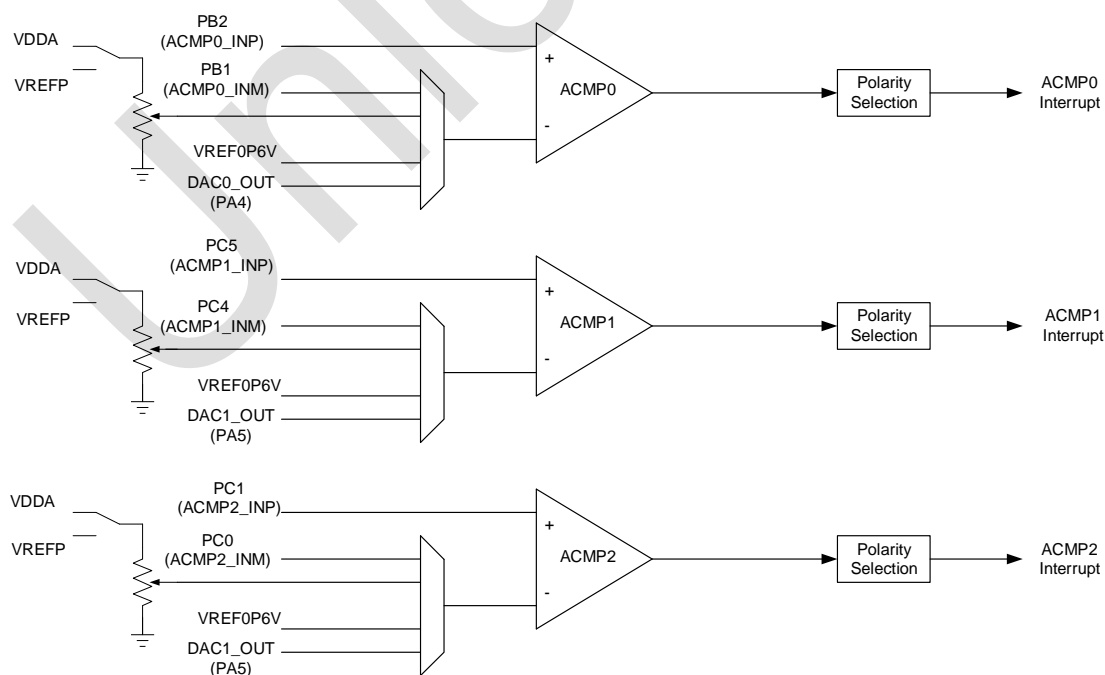 PB2
(ACMP0_INP)
VDDA
VREFP
PB1
(ACMP0_INM)
VREF0P6V
DAC0_OUT
(PA4)
+
-
ACMP0
Polarity
Selection
ACMP0
Interrupt
PC5
(ACMP1_INP)
VDDA
VREFP
PC4
(ACMP1_INM)
VREF0P6V
DAC1_OUT
(PA5)
+
-
ACMP1
Polarity
Selection
ACMP1
Interrupt
PC1
(ACMP2_INP)
VDDA
VREFP
PC0
(ACMP2_INM)
VREF0P6V
DAC1_OUT
(PA5)
+
-
ACMP2
Polarity
Selection
ACMP2
Interrupt